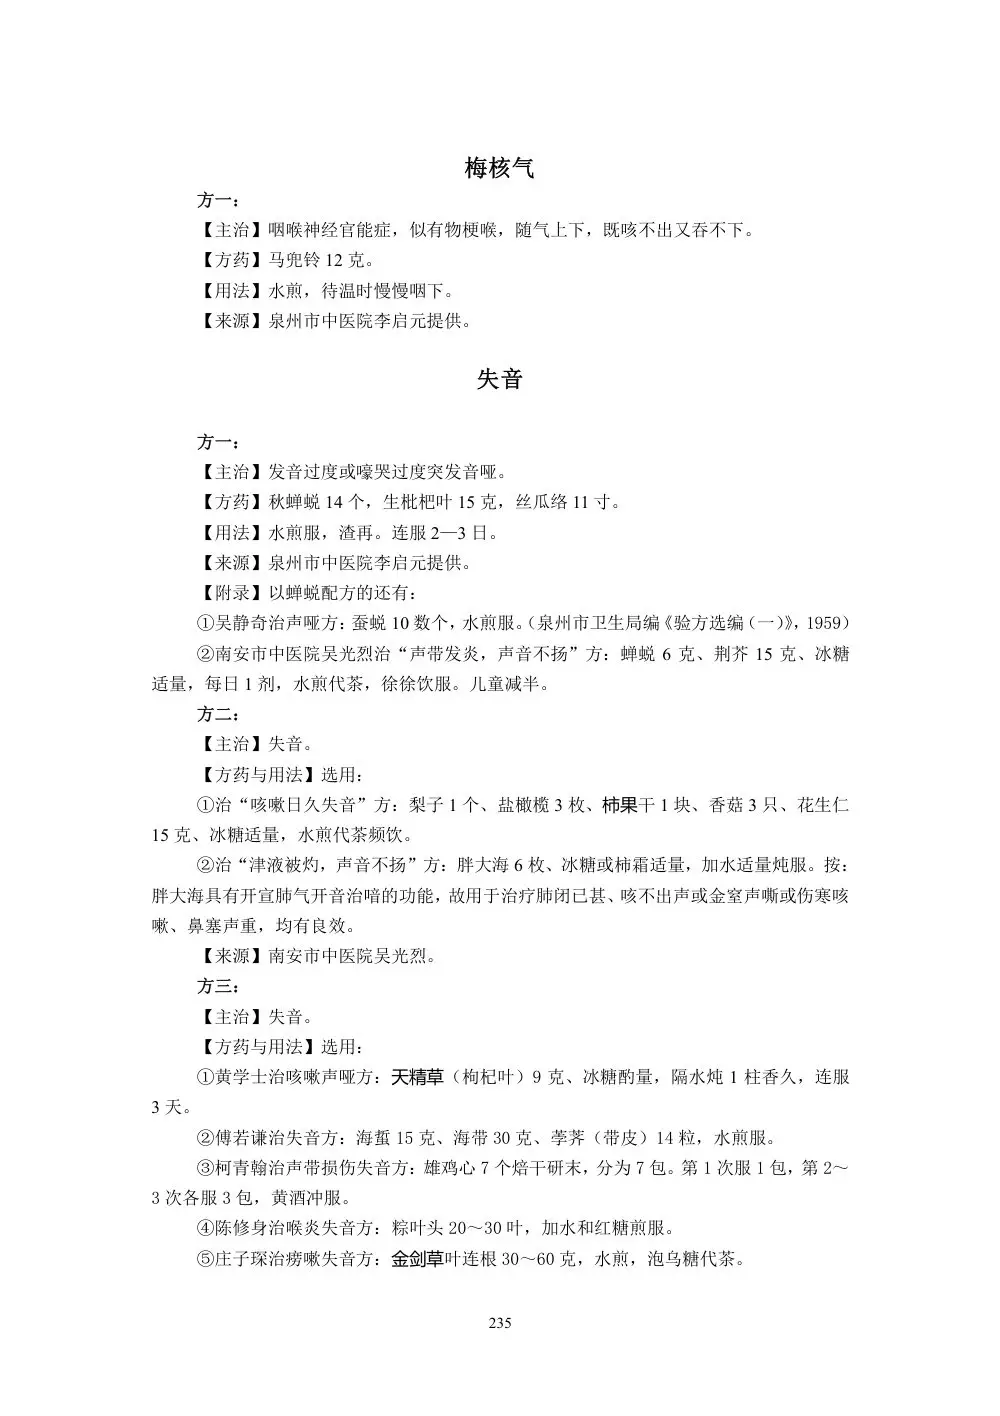 梅核气
方一：
【主治】咽喉神经官能症，似有物梗喉，随气上下，既咳不出又吞不下。
【方药】马兜铃 12 克。
【用法】水煎，待温时慢慢咽下。
【来源】泉州市中医院李启元提供。
失音
方一：
【主治】发音过度或嚎哭过度突发音哑。
【方药】秋蝉蜕 14 个，生枇杷叶 15 克，丝瓜络 11 寸。
【用法】水煎服，渣再。连服 2—3 日。
【来源】泉州市中医院李启元提供。
【附录】以蝉蜕配方的还有：
①吴静奇治声哑方：蚕蜕 10 数个，水煎服。（泉州市卫生局编《验方选编（一）》，1959）
②南安市中医院吴光烈治“声带发炎，声音不扬”方：蝉蜕 6 克、荆芥 15 克、冰糖
适量，每日 1 剂，水煎代茶，徐徐饮服。儿童减半。
方二：
【主治】失音。
【方药与用法】选用：
①治“咳嗽日久失音”方：梨子 1 个、盐橄榄 3 枚、柿果干 1 块、香菇 3 只、花生仁
15 克、冰糖适量，水煎代茶频饮。
②治“津液被灼，声音不扬”方：胖大海 6 枚、冰糖或柿霜适量，加水适量炖服。按：
胖大海具有开宣肺气开音治喑的功能，故用于治疗肺闭已甚、咳不出声或金窒声嘶或伤寒咳
嗽、鼻塞声重，均有良效。
【来源】南安市中医院吴光烈。
方三：
【主治】失音。
【方药与用法】选用：
①黄学士治咳嗽声哑方：天精草（枸杞叶）9 克、冰糖酌量，隔水炖 1 柱香久，连服
3 天。
②傅若谦治失音方：海蜇 15 克、海带 30 克、荸荠（带皮）14 粒，水煎服。
③柯青翰治声带损伤失音方：雄鸡心 7 个焙干研末，分为 7 包。第 1 次服 1 包，第 2～
3 次各服 3 包，黄酒冲服。
④陈修身治喉炎失音方：粽叶头 20～30 叶，加水和红糖煎服。
⑤庄子琛治痨嗽失音方：金剑草叶连根 30～60 克，水煎，泡乌糖代茶。
235